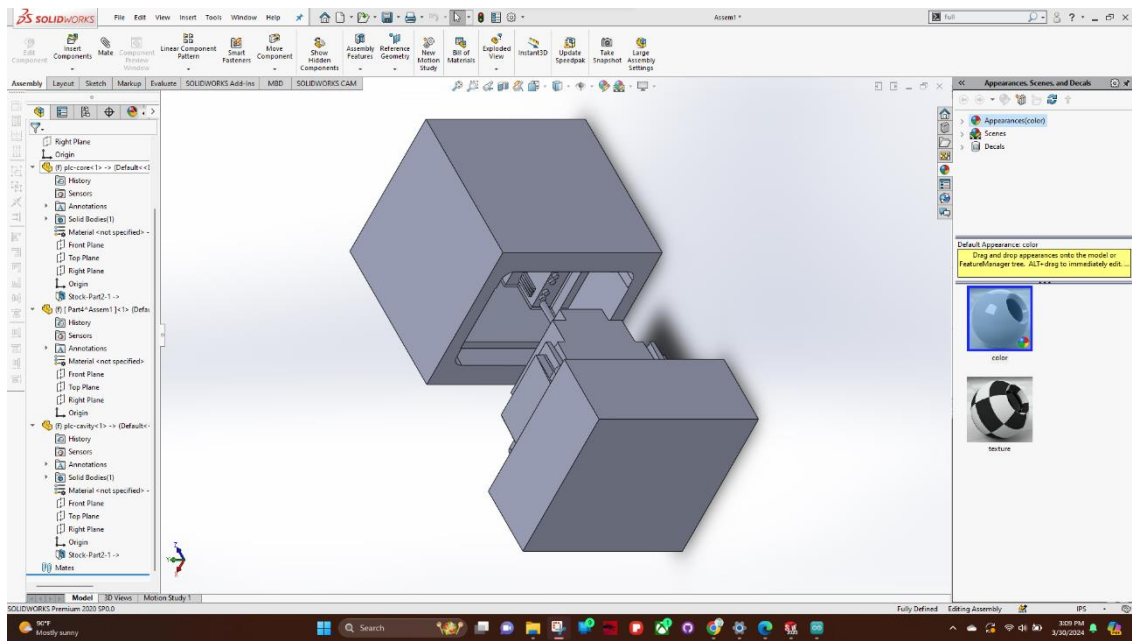 SOLIDWORKS File Edit View Insert Tools Window Help Assem1 * full
Edit Component
Insert Components
Mate
Component Preview Window
Linear Component Pattern
Smart Fasteners
Move Component
Show Hidden Components
Assembly Features
Reference Geometry
New Motion Study
Bill of Materials
Exploded View
Instant3D
Update Speedpak
Take Snapshot
Large Assembly Settings
Assembly Layout Sketch Markup Evaluate SOLIDWORKS Add-Ins MBD SOLIDWORKS CAM
Right Plane
Origin
(f) plc-core<1> -> (Default<<1
History
Sensors
Annotations
Solid Bodies(1)
Material <not specified>
Front Plane
Top Plane
Right Plane
Origin
Stock-Part2-1 ->
(f) [ Part4^Assem1 ]<1> (Defau
History
Sensors
Annotations
Material <not specified>
Front Plane
Top Plane
Right Plane
Origin
(f) plc-cavity<1> -> (Default<
History
Sensors
Annotations
Solid Bodies(1)
Material <not specified>
Front Plane
Top Plane
Right Plane
Origin
Stock-Part2-1 ->
Mates
Appearances, Scenes, and Decals
Appearances(color)
Scenes
Decals
Default Appearance: color
Drag and drop appearances onto the model or
FeatureManager tree. ALT+drag to immediately edit. ...
color
texture
Model 3D Views Motion Study 1
SOLIDWORKS Premium 2020 SP0.0 Fully Defined Editing Assembly IPS
90°F
Mostly sunny
Search
3:09 PM
3/30/2024